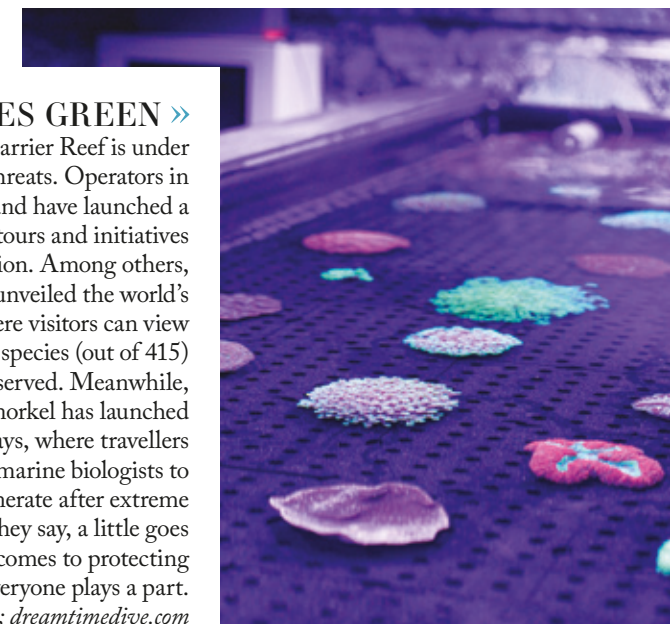 ES GREEN »
arrier Reef is under
hreats. Operators in
nd have launched a
tours and initiatives
ion. Among others,
unveiled the world's
ere visitors can view
species (out of 415)
served. Meanwhile,
norkel has launched
ays, where travellers
marine biologists to
nerate after extreme
hey say, a little goes
comes to protecting
eryone plays a part.
; dreamtimedive.com